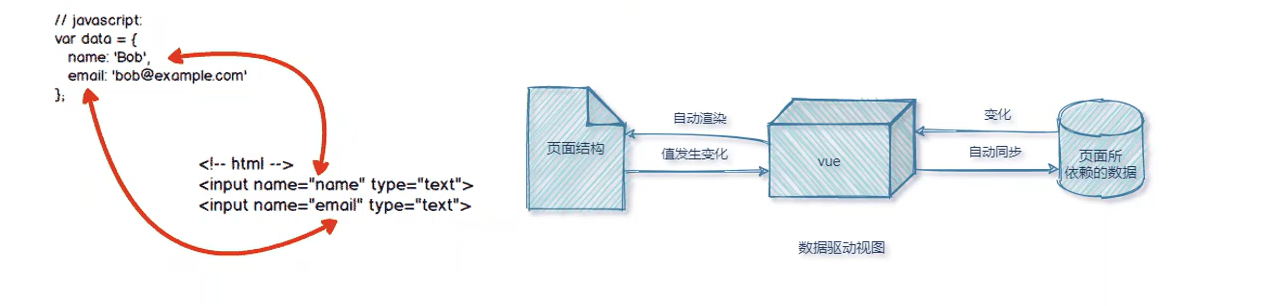 // javascript:
var data = {
name: 'Bob',
email: 'bob@example.com'
};
<!-- html -->
<input name="name" type="text">
<input name="email" type="text">
页面结构
自动渲染
值发生变化
vue
变化
自动同步
页面所
依赖的数据
数据驱动视图